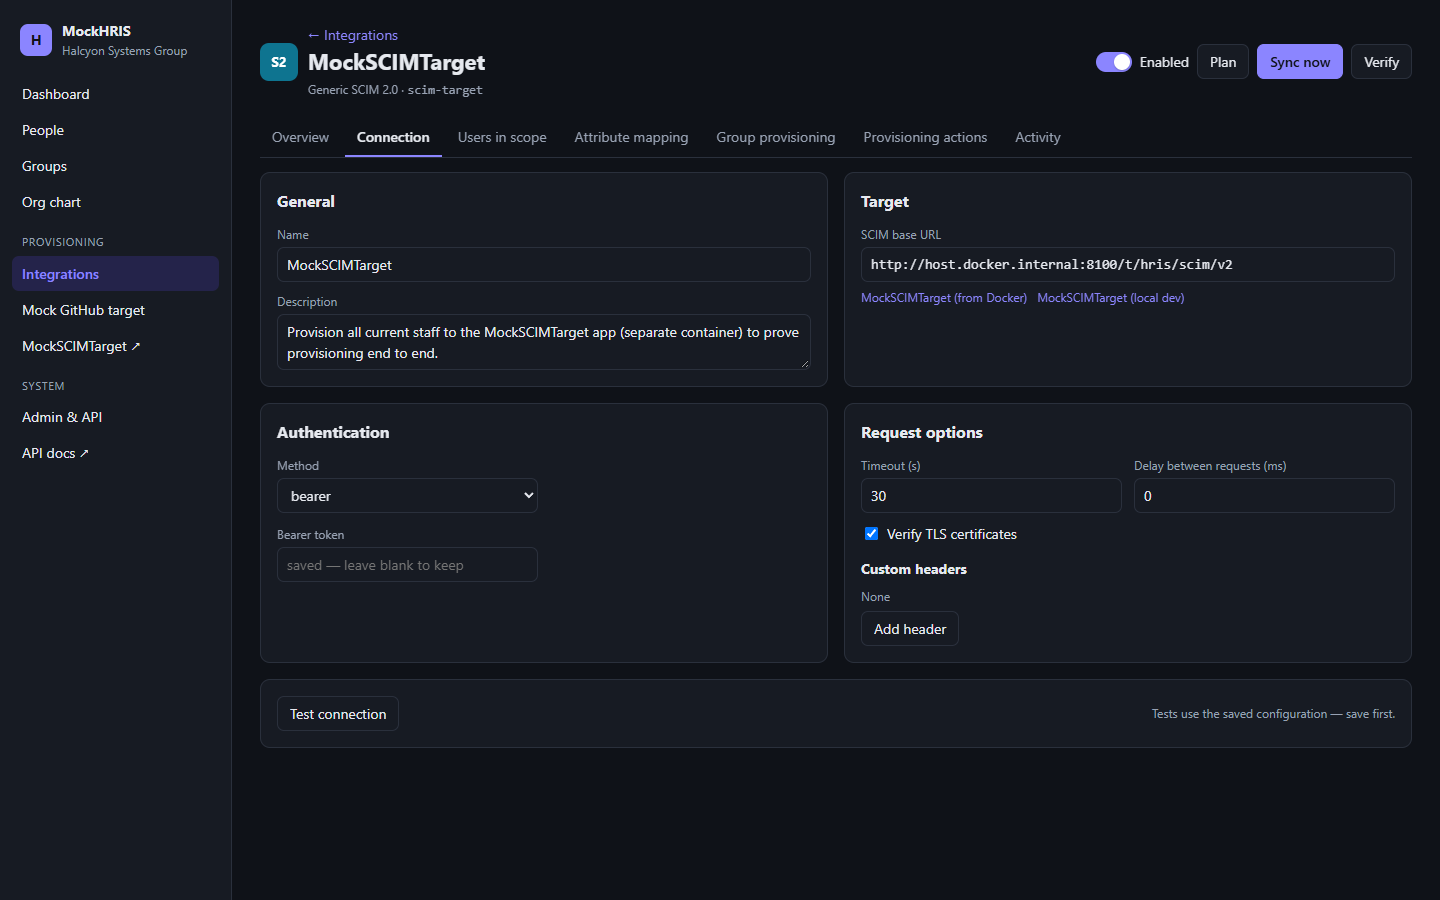 H
MockHRIS
Halcyon Systems Group
Dashboard
People
Groups
Org chart
PROVISIONING
Integrations
Mock GitHub target
MockSCIMTarget ↗
SYSTEM
Admin & API
API docs ↗
← Integrations
S2
MockSCIMTarget
Generic SCIM 2.0 · scim-target
Enabled
Plan
Sync now
Verify
Overview
Connection
Users in scope
Attribute mapping
Group provisioning
Provisioning actions
Activity
General
Name
MockSCIMTarget
Description
Provision all current staff to the MockSCIMTarget app (separate container) to prove
provisioning end to end.
Target
SCIM base URL
http://host.docker.internal:8100/t/hris/scim/v2
MockSCIMTarget (from Docker) MockSCIMTarget (local dev)
Authentication
Method
bearer
Bearer token
saved — leave blank to keep
Request options
Timeout (s)
30
Delay between requests (ms)
0
Verify TLS certificates
Custom headers
None
Add header
Test connection
Tests use the saved configuration — save first.